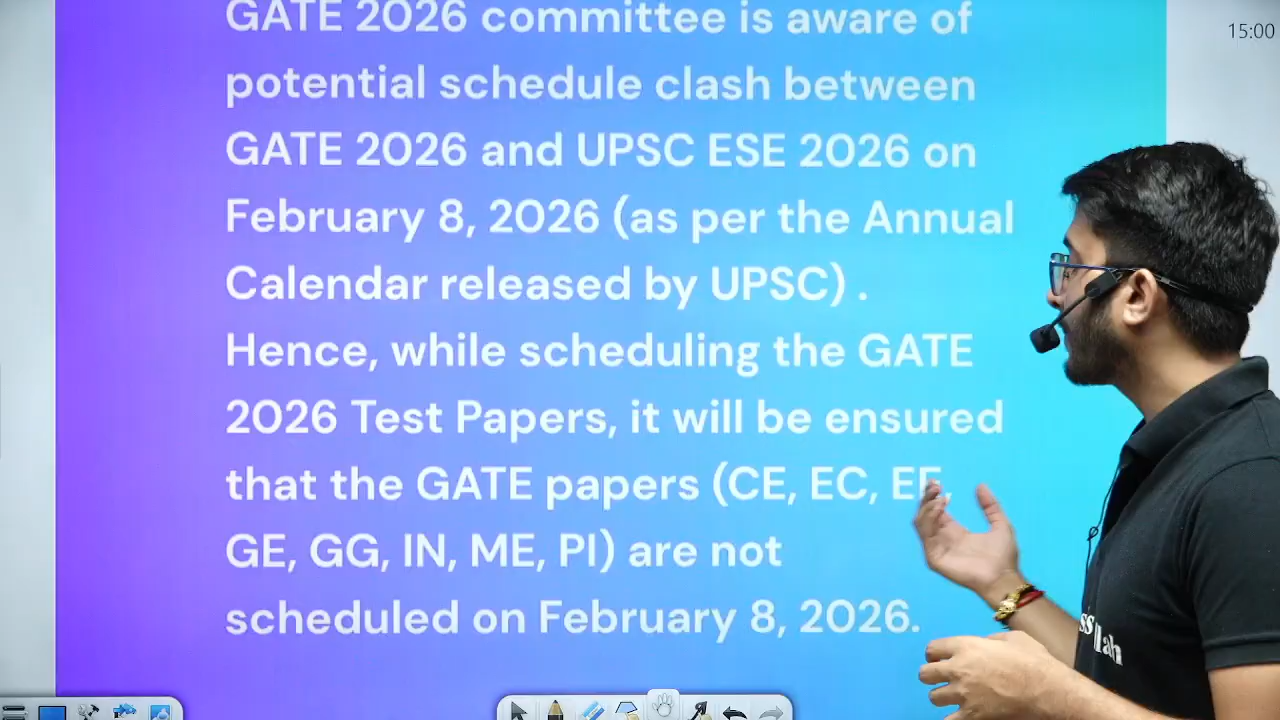 GATE 2026 committee is aware of
15:00
potential schedule clash between
GATE 2026 and UPSC ESE 2026 on
February 8, 2026 (as per the Annual
Calendar released by UPSC) .
Hence, while scheduling the GATE
2026 Test Papers, it will be ensured
that the GATE papers (CE, EC, EE,
GE, GG, IN, ME, PI) are not
scheduled on February 8, 2026.